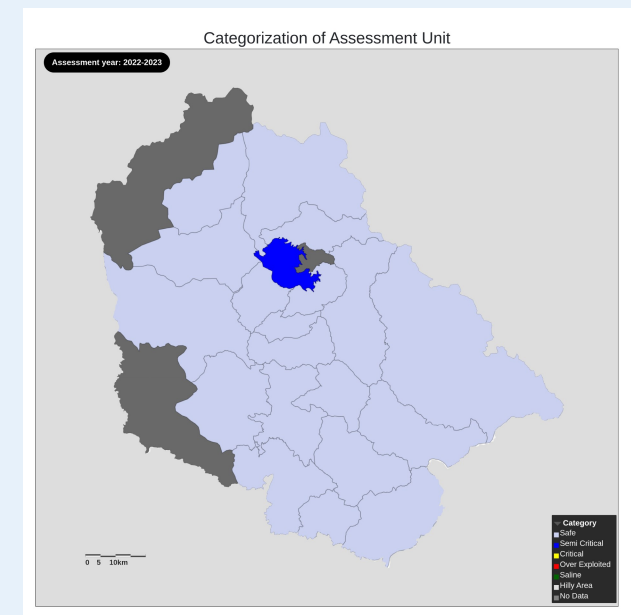 Categorization of Assessment Unit
Assessment year: 2022-2023
0 5 10km
Category
Safe
Semi Critical
Critical
Over Exploited
Saline
Hilly Area
No Data